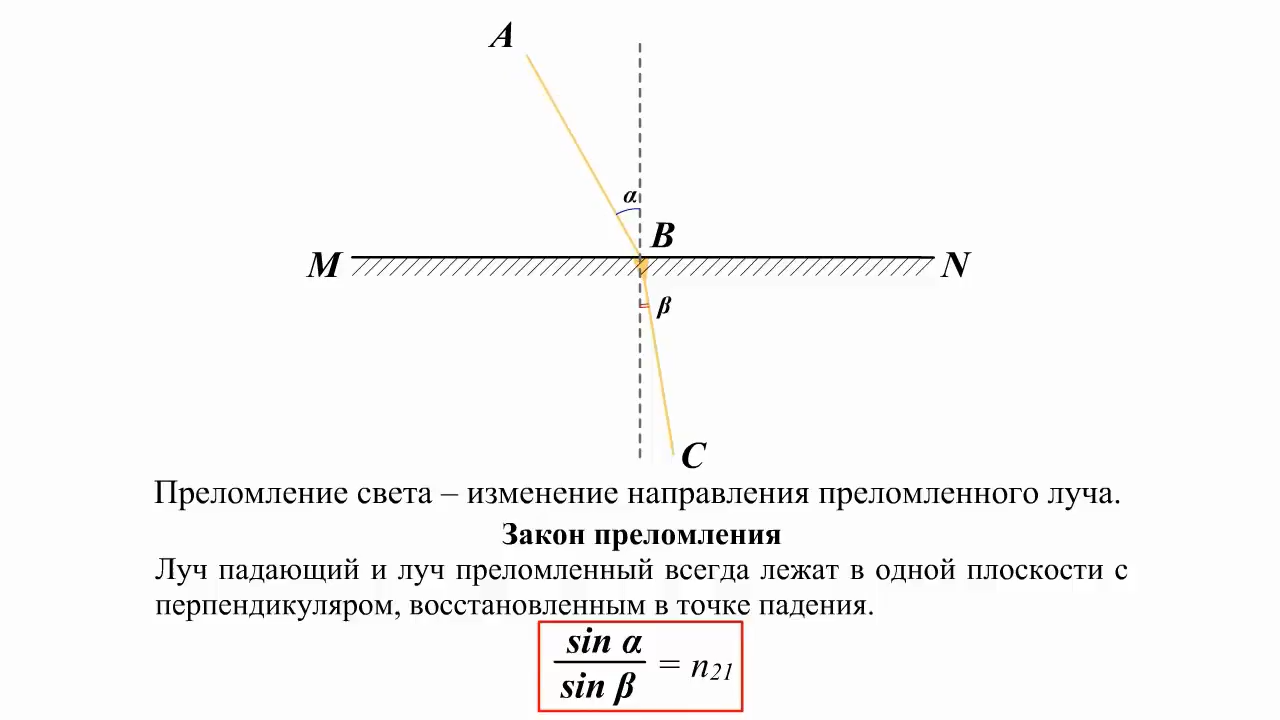 A
α
B
M
N
β
C
Преломление света – изменение направления преломленного луча.
Закон преломления
Луч падающий и луч преломленный всегда лежат в одной плоскости с
перпендикуляром, восстановленным в точке падения.
sin α
sin β
= n₂₁